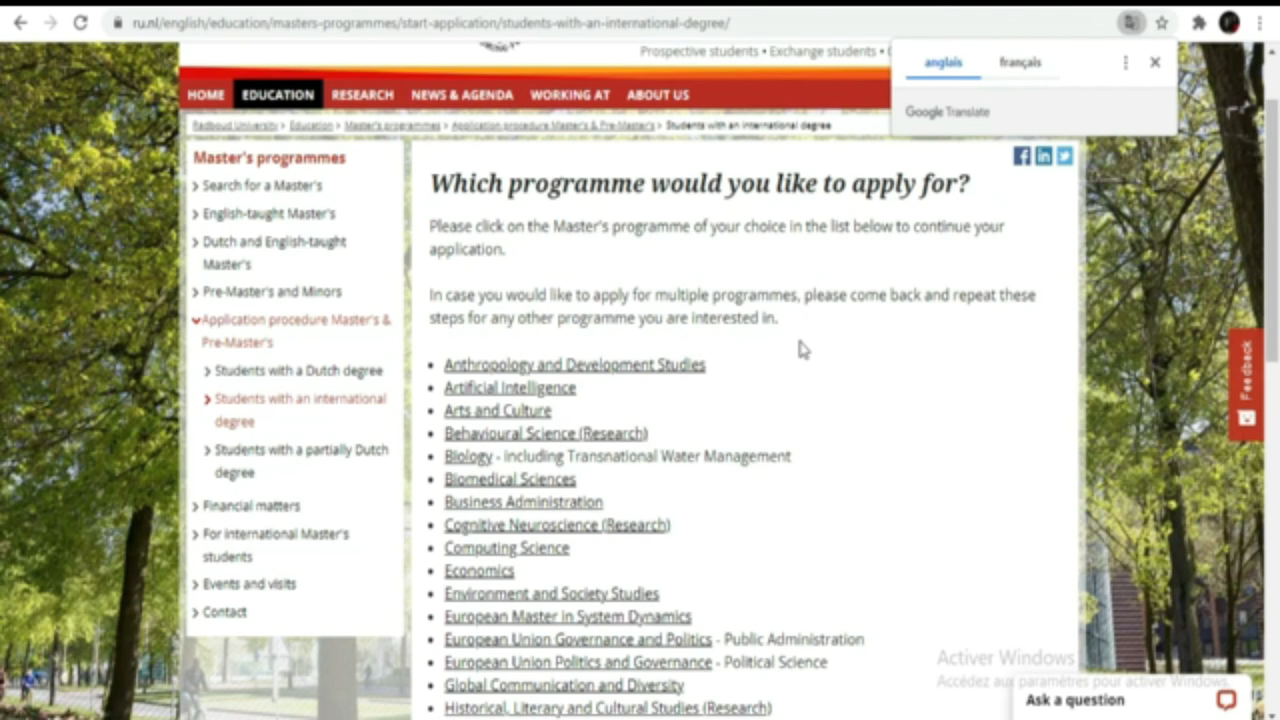 ru.nl/english/education/masters-programmes/start-application/students-with-an-international-degree/
Prospective students • Exchange students •
anglais français
Google Translate
HOME EDUCATION RESEARCH NEWS & AGENDA WORKING AT ABOUT US
Radboud University > Education > Master's programmes > Application procedure Master's & Pre-Master's > Students with an international degree
Master's programmes
Search for a Master's
English-taught Master's
Dutch and English-taught
Master's
Pre-Master's and Minors
Application procedure Master's &
Pre-Master's
Students with a Dutch degree
Students with an international
degree
Students with a partially Dutch
degree
Financial matters
For international Master's
students
Events and visits
Contact
Which programme would you like to apply for?
Please click on the Master's programme of your choice in the list below to continue your
application.
In case you would like to apply for multiple programmes, please come back and repeat these
steps for any other programme you are interested in.
• Anthropology and Development Studies
• Artificial Intelligence
• Arts and Culture
• Behavioural Science (Research)
• Biology - including Transnational Water Management
• Biomedical Sciences
• Business Administration
• Cognitive Neuroscience (Research)
• Computing Science
• Economics
• Environment and Society Studies
• European Master in System Dynamics
• European Union Governance and Politics - Public Administration
• European Union Politics and Governance - Political Science
• Global Communication and Diversity
• Historical, Literary and Cultural Studies (Research)
Feedback
Activer Windows
Accédez aux paramètres pour activer Windows.
Ask a question